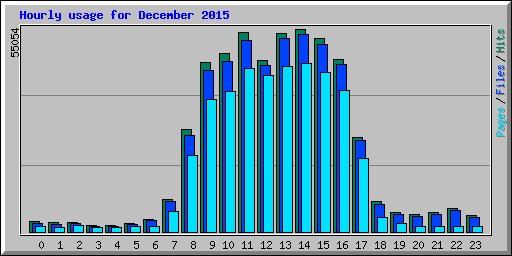 Hourly usage for December 2015
55054
Pages/Files/Hits
0 1 2 3 4 5 6 7 8 9 10 11 12 13 14 15 16 17 18 19 20 21 22 23